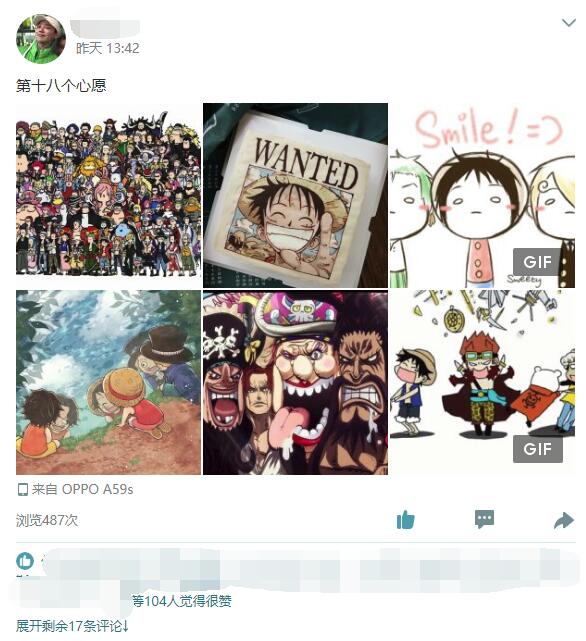 昨天 13:42
第十八个心愿
WANTED
Smile! =)
GIF
Sweezy
GIF
来自 OPPO A59s
浏览487次
等104人觉得很赞
展开剩余17条评论